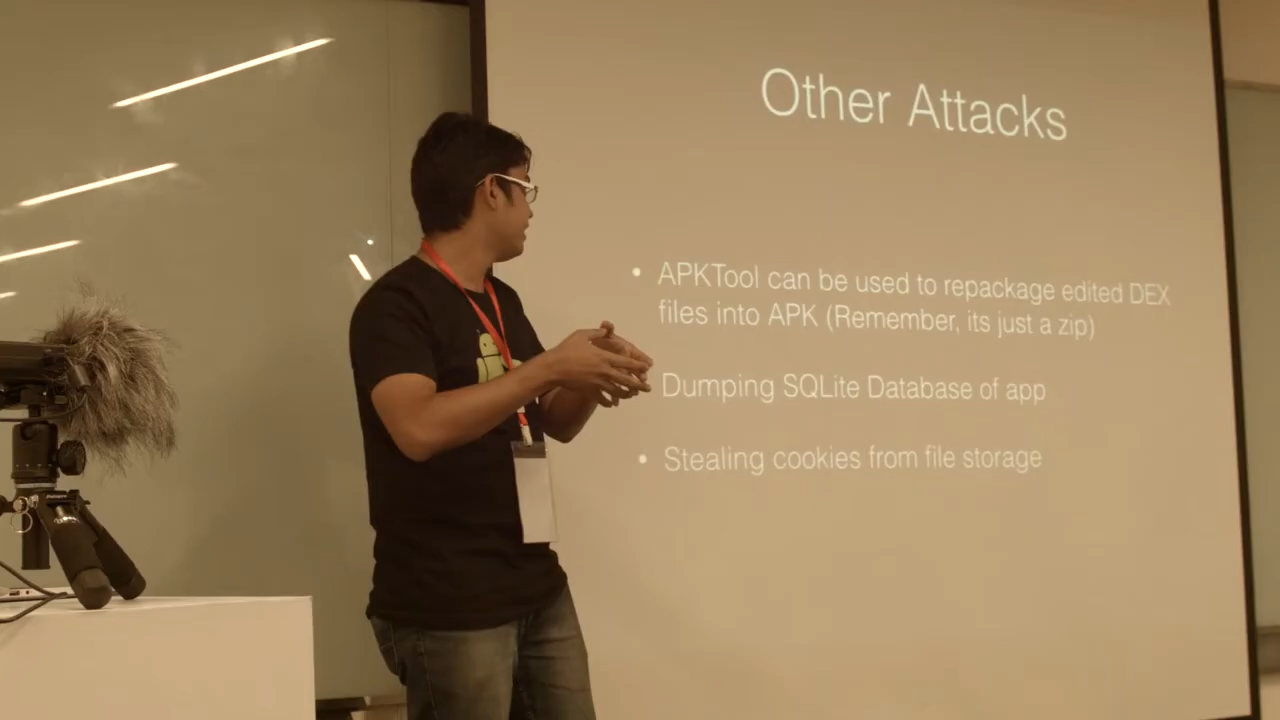 Other Attacks
• APKTool can be used to repackage edited DEX
files into APK (Remember, its just a zip)
Dumping SQLite Database of app
• Stealing cookies from file storage